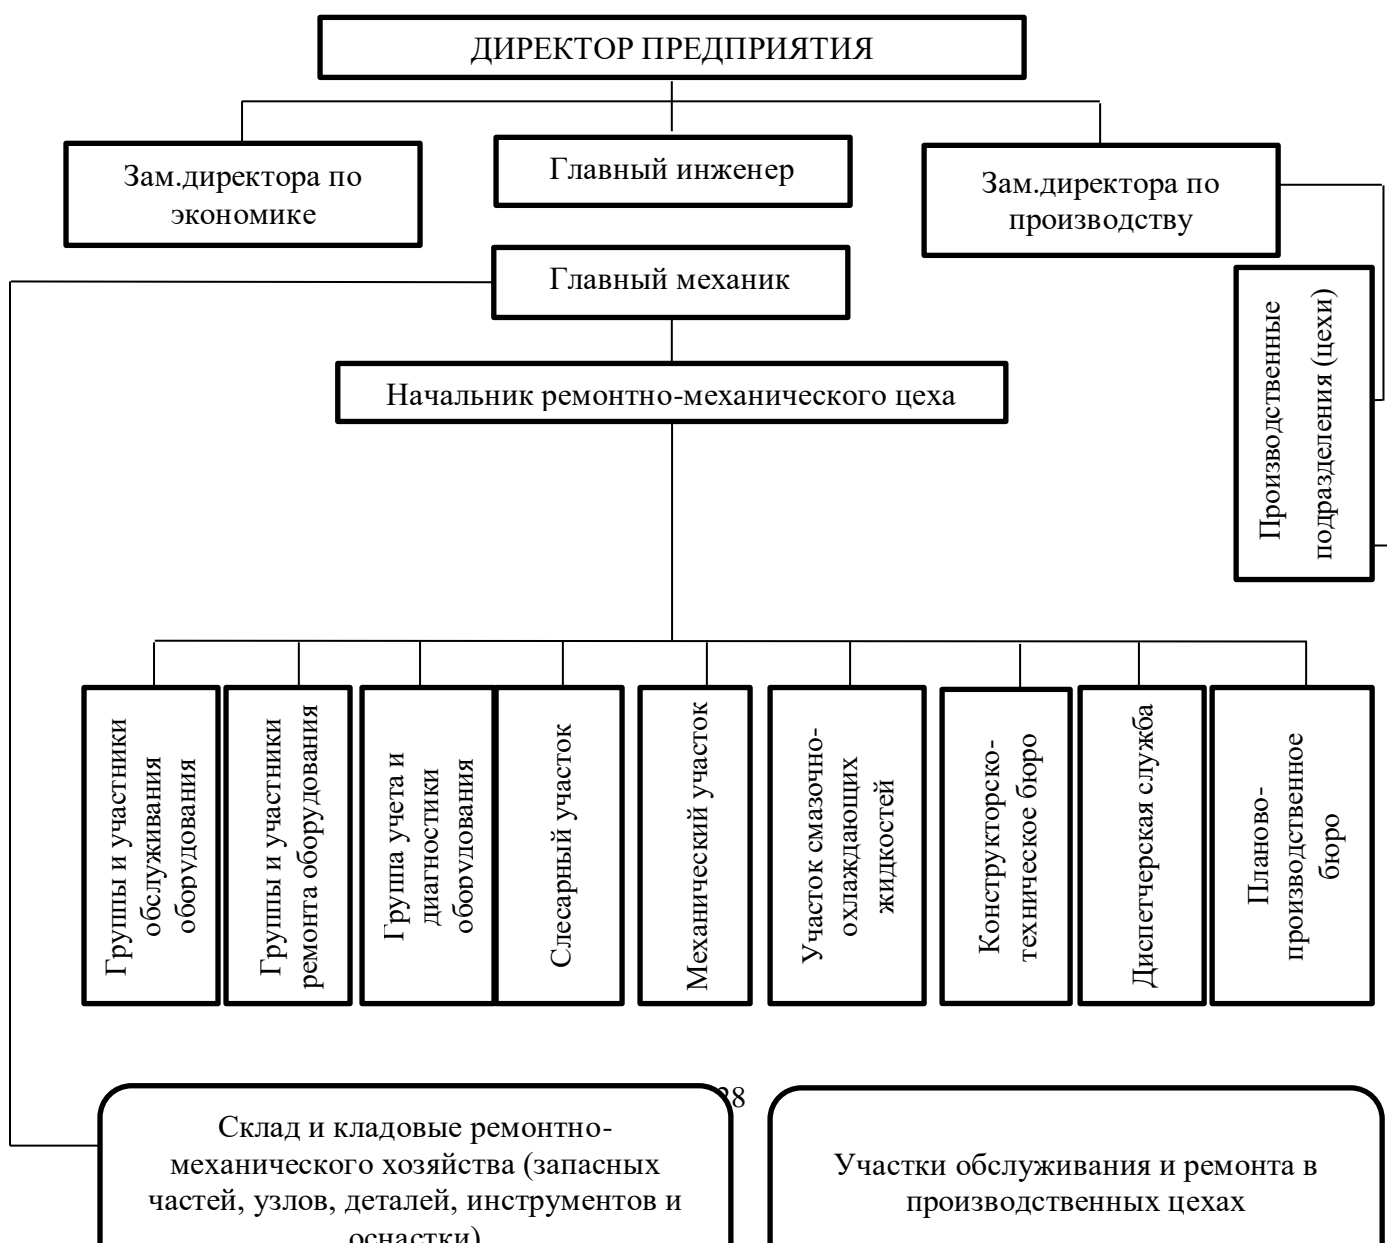 ДИРЕКТОР ПРЕДПРИЯТИЯ
Зам.директора по
экономике
Главный инженер
Зам.директора по
производству
Главный механик
Производственные
подразделения (цехи)
Начальник ремонтно-механического цеха
Группы и участники
обслуживания
оборудования
Группы и участники
ремонта оборудования
Группа учета и
диагностики
оборудования
Слесарный участок
Механический участок
Участок смазочно-
охлаждающих
жидкостей
Конструкторско-
техническое бюро
Диспетчерская служба
Планово-
производственное
бюро
28
Склад и кладовые ремонтно-
механического хозяйства (запасных
частей, узлов, деталей, инструментов и
оснастки)
Участки обслуживания и ремонта в
производственных цехах